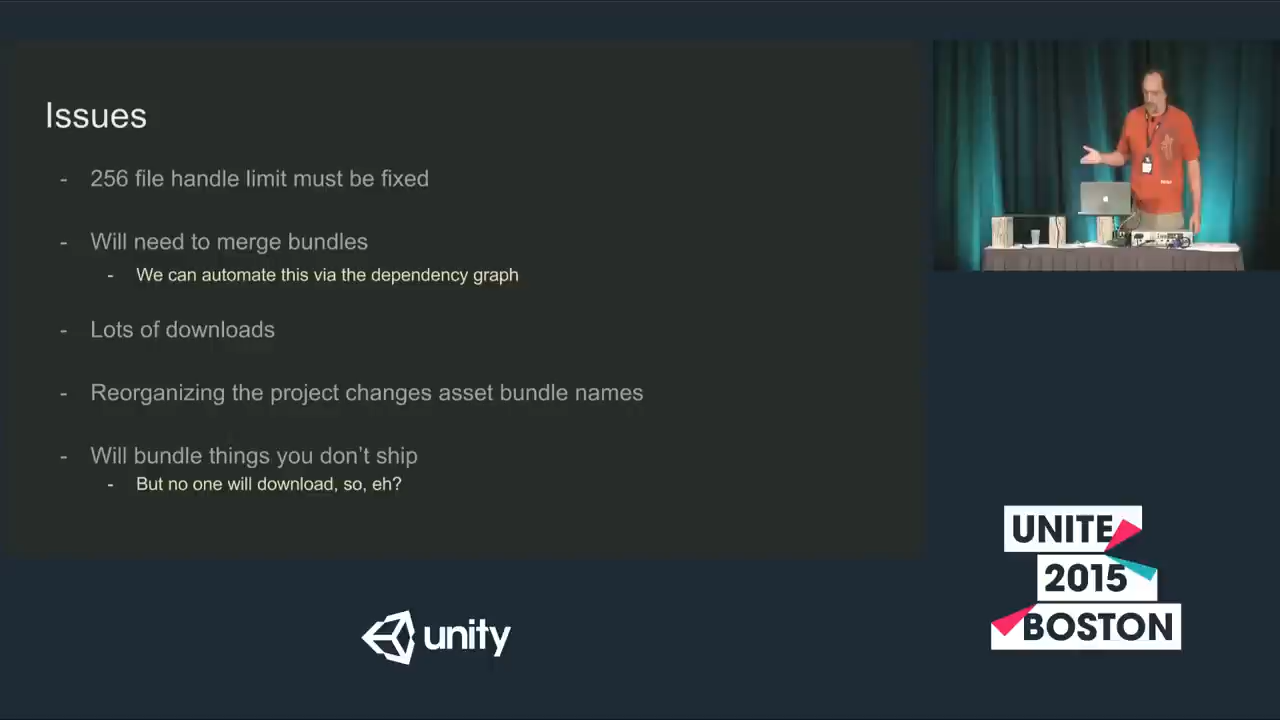 Issues
- 256 file handle limit must be fixed
- Will need to merge bundles
- We can automate this via the dependency graph
- Lots of downloads
- Reorganizing the project changes asset bundle names
- Will bundle things you don’t ship
- But no one will download, so, eh?
unity
UNITE
2015
BOSTON